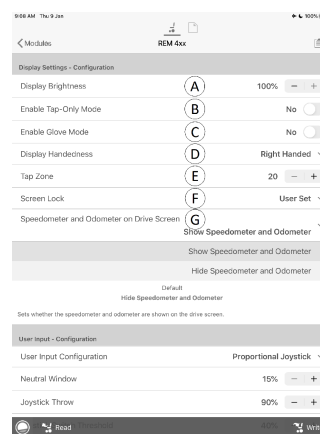 9:08 AM Thu 9 Jan 100%
Modules REM 4xx
Display Settings - Configuration
Display Brightness A 100% − +
Enable Tap-Only Mode B No
Enable Glove Mode C No
Display Handedness D Right Handed
Tap Zone E 20 − +
Screen Lock F User Set
Speedometer and Odometer on Drive Screen G
Show Speedometer and Odometer
Show Speedometer and Odometer
Hide Speedometer and Odometer
Default
Hide Speedometer and Odometer
Sets whether the speedometer and odometer are shown on the drive screen.
User Input - Configuration
User Input Configuration Proportional Joystick
Neutral Window 15% − +
Joystick Throw 90% − +
Threshold 40% − +
Read Write